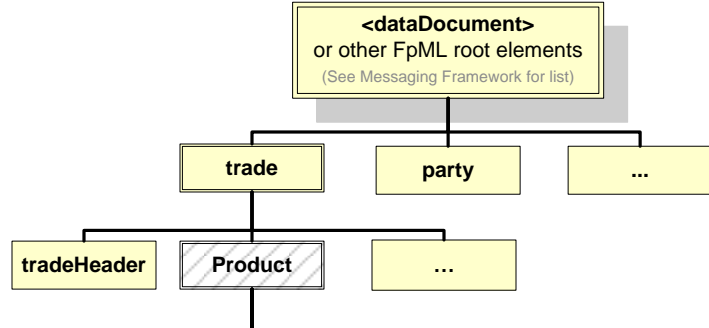 <dataDocument>
or other FpML root elements
(See Messaging Framework for list)
trade
party
...
tradeHeader
Product
...